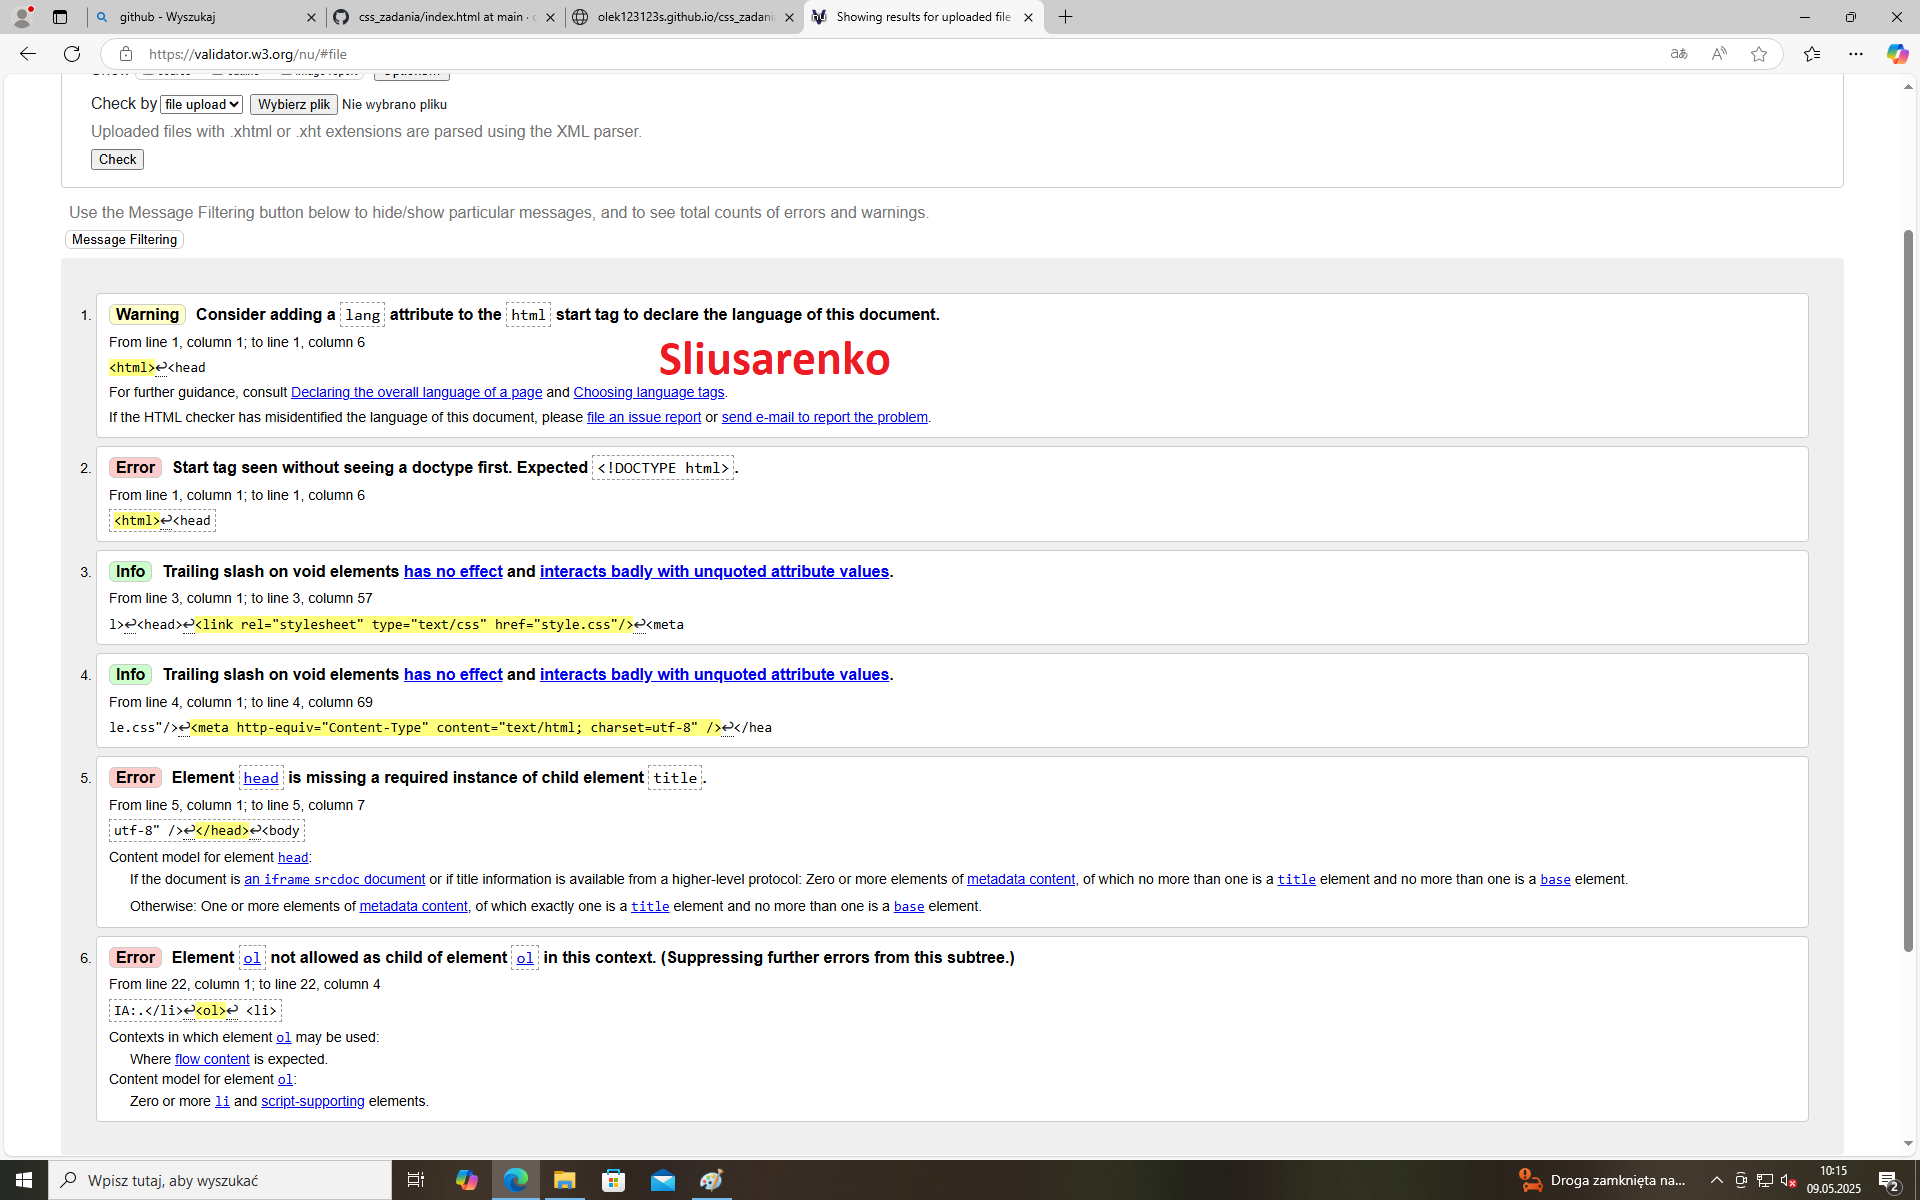 github - Wyszukaj
css_zadania/index.html at main ·
olek123123s.github.io/css_zadani
Showing results for uploaded file
https://validator.w3.org/nu/#file
Check by file upload Wybierz plik Nie wybrano pliku
Uploaded files with .xhtml or .xht extensions are parsed using the XML parser.
Check
Use the Message Filtering button below to hide/show particular messages, and to see total counts of errors and warnings.
Message Filtering
1. Warning Consider adding a lang attribute to the html start tag to declare the language of this document.
From line 1, column 1; to line 1, column 6
<html>↩<head
Sliusarenko
For further guidance, consult Declaring the overall language of a page and Choosing language tags.
If the HTML checker has misidentified the language of this document, please file an issue report or send e-mail to report the problem.
2. Error Start tag seen without seeing a doctype first. Expected <!DOCTYPE html>.
From line 1, column 1; to line 1, column 6
<html>↩<head
3. Info Trailing slash on void elements has no effect and interacts badly with unquoted attribute values.
From line 3, column 1; to line 3, column 57
l>↩<head>↩<link rel="stylesheet" type="text/css" href="style.css"/>↩<meta
4. Info Trailing slash on void elements has no effect and interacts badly with unquoted attribute values.
From line 4, column 1; to line 4, column 69
le.css"/>↩<meta http-equiv="Content-Type" content="text/html; charset=utf-8" />↩</hea
5. Error Element head is missing a required instance of child element title.
From line 5, column 1; to line 5, column 7
utf-8" />↩</head>↩<body
Content model for element head:
If the document is an iframe srcdoc document or if title information is available from a higher-level protocol: Zero or more elements of metadata content, of which no more than one is a title element and no more than one is a base element.
Otherwise: One or more elements of metadata content, of which exactly one is a title element and no more than one is a base element.
6. Error Element ol not allowed as child of element ol in this context. (Suppressing further errors from this subtree.)
From line 22, column 1; to line 22, column 4
IA:.</li>↩<ol>↩ <li>
Contexts in which element ol may be used:
Where flow content is expected.
Content model for element ol:
Zero or more li and script-supporting elements.
Wpisz tutaj, aby wyszukać
Droga zamknięta na...
10:15
09.05.2025
2